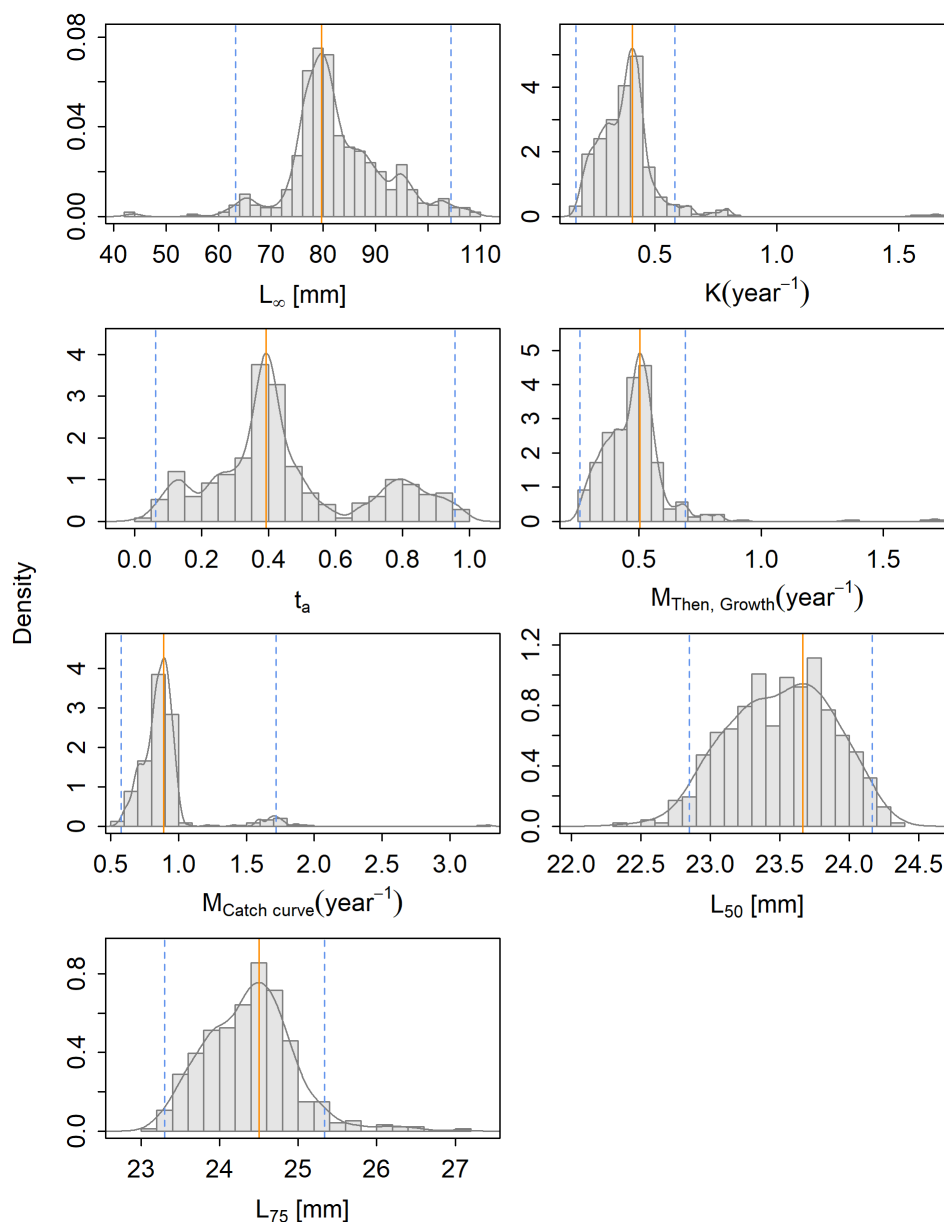 0.00 0.04 0.08
40 50 60 70 80 90 100 110
L∞ [mm]
0 2 4
0.5 1.0 1.5
K(year⁻¹)
0 1 2 3 4
0.0 0.2 0.4 0.6 0.8 1.0
tₐ
0 1 2 3 4 5
0.5 1.0 1.5
M Then, Growth(year⁻¹)
Density
0 1 2 3 4
0.5 1.0 1.5 2.0 2.5 3.0
M Catch curve(year⁻¹)
0.0 0.4 0.8 1.2
22.0 22.5 23.0 23.5 24.0 24.5
L₅₀ [mm]
0.0 0.4 0.8
23 24 25 26 27
L₇₅ [mm]